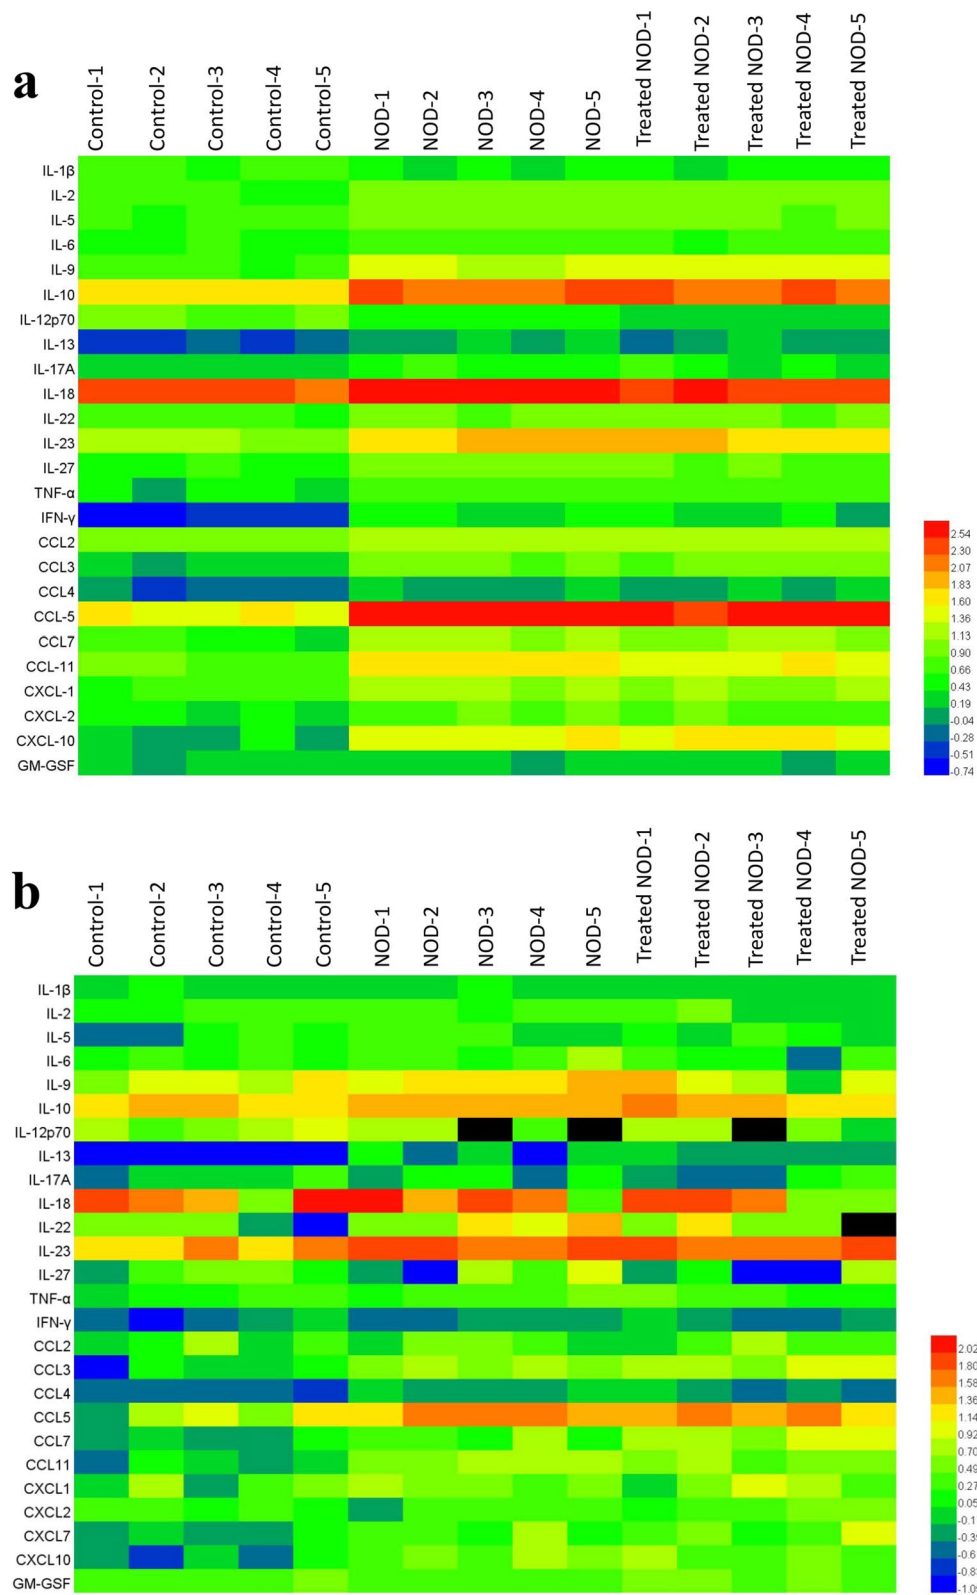 a
Control-1
Control-2
Control-3
Control-4
Control-5
NOD-1
NOD-2
NOD-3
NOD-4
NOD-5
Treated NOD-1
Treated NOD-2
Treated NOD-3
Treated NOD-4
Treated NOD-5
IL-1β
IL-2
IL-5
IL-6
IL-9
IL-10
IL-12p70
IL-13
IL-17A
IL-18
IL-22
IL-23
IL-27
TNF-α
IFN-γ
CCL2
CCL3
CCL4
CCL-5
CCL7
CCL-11
CXCL-1
CXCL-2
CXCL-10
GM-GSF
2.54
2.30
2.07
1.83
1.60
1.36
1.13
0.90
0.66
0.43
0.19
-0.04
-0.28
-0.51
-0.74
b
Control-1
Control-2
Control-3
Control-4
Control-5
NOD-1
NOD-2
NOD-3
NOD-4
NOD-5
Treated NOD-1
Treated NOD-2
Treated NOD-3
Treated NOD-4
Treated NOD-5
IL-1β
IL-2
IL-5
IL-6
IL-9
IL-10
IL-12p70
IL-13
IL-17A
IL-18
IL-22
IL-23
IL-27
TNF-α
IFN-γ
CCL2
CCL3
CCL4
CCL5
CCL7
CCL11
CXCL1
CXCL2
CXCL7
CXCL10
GM-GSF
2.02
1.80
1.58
1.36
1.14
0.92
0.70
0.49
0.27
0.05
-0.1
-0.39
-0.6
-0.8
-1.0